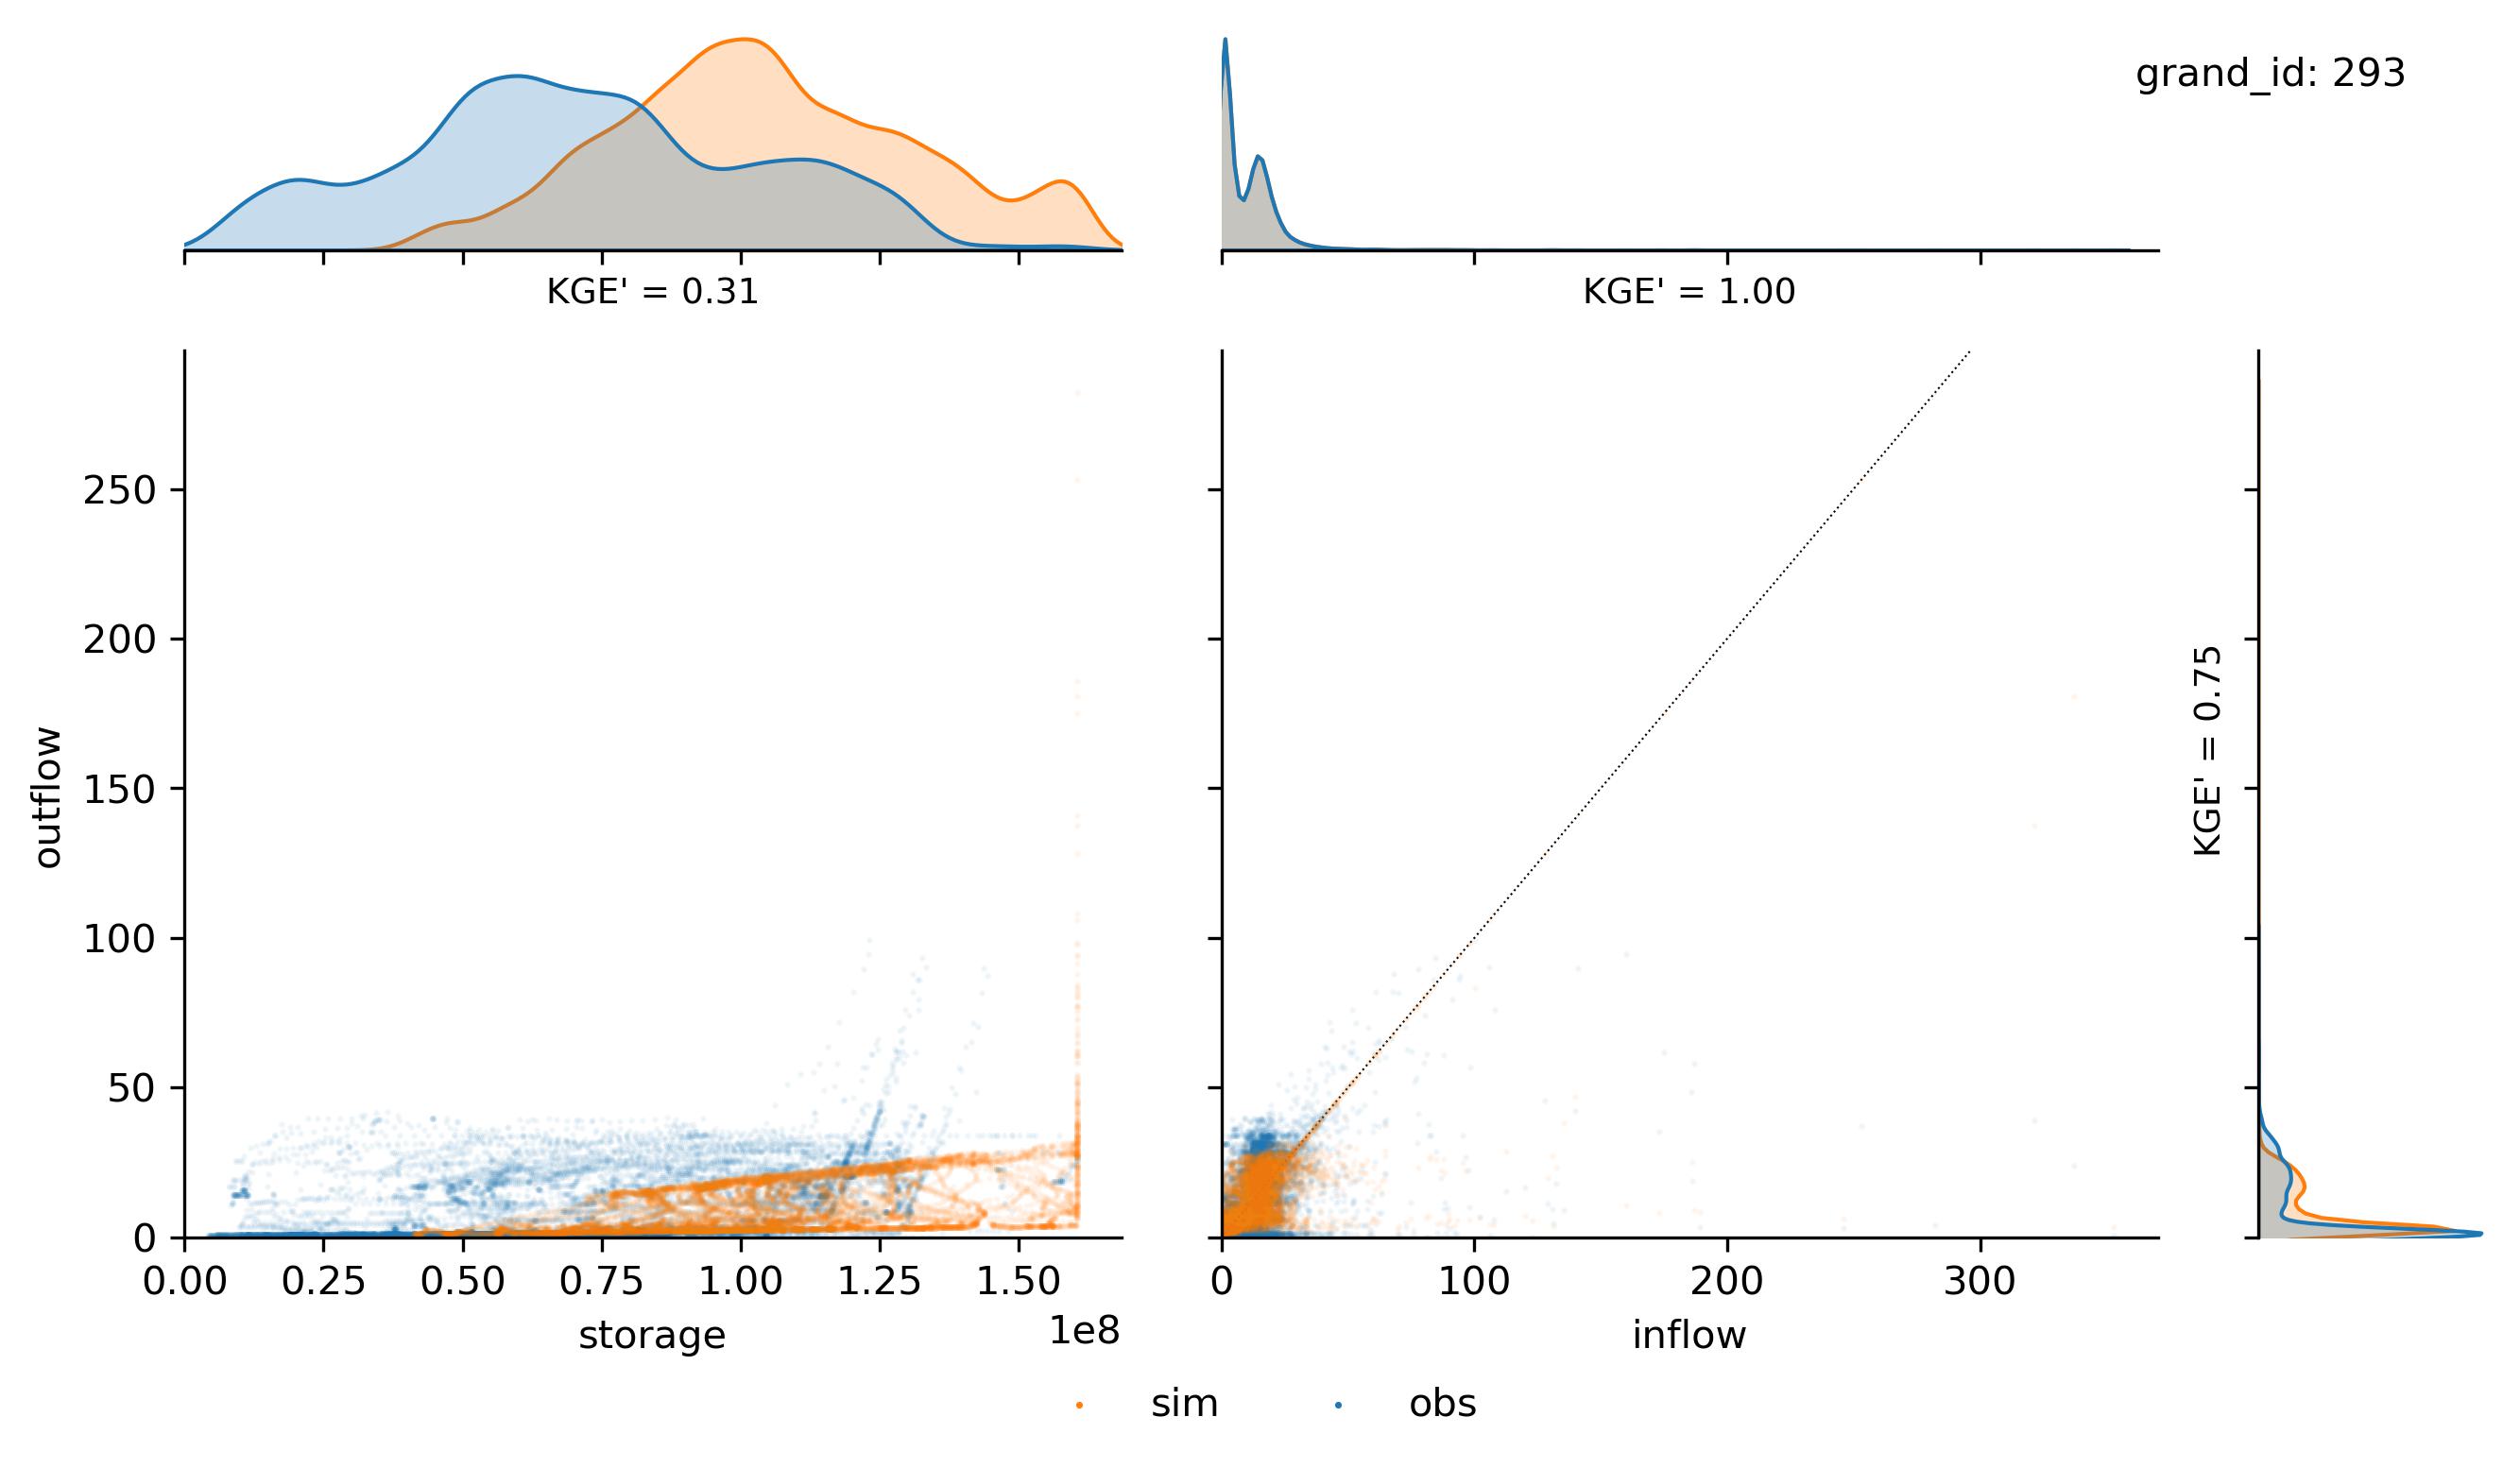 grand_id: 293
KGE' = 0.31
KGE' = 1.00
outflow
250
200
150
100
50
0
KGE' = 0.75
0.00 0.25 0.50 0.75 1.00 1.25 1.50
storage
1e8
0 100 200 300
inflow
sim obs